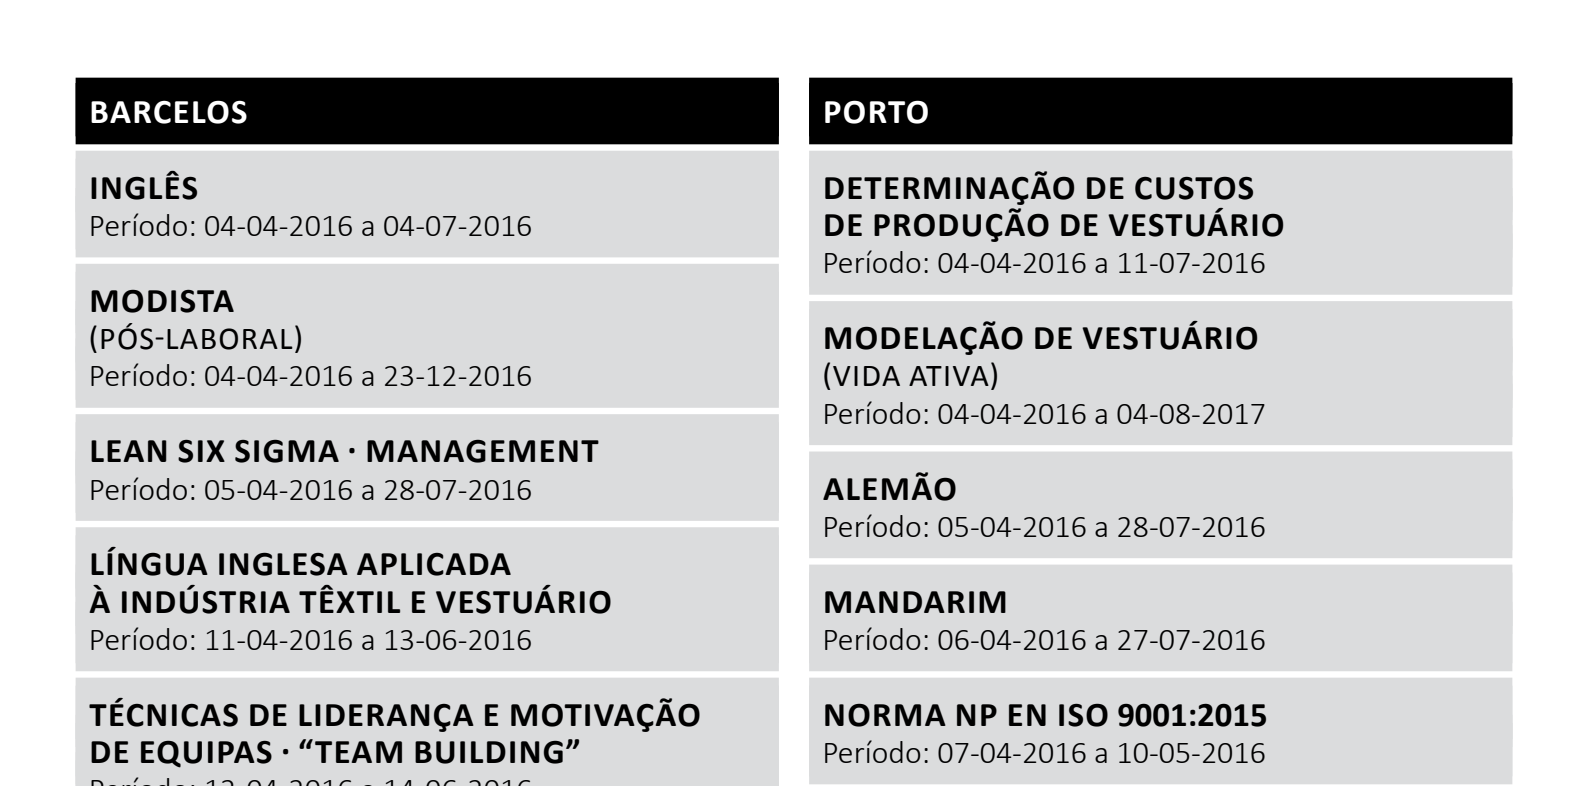 BARCELOS
INGLÊS
Período: 04-04-2016 a 04-07-2016
MODISTA
(PÓS-LABORAL)
Período: 04-04-2016 a 23-12-2016
LEAN SIX SIGMA · MANAGEMENT
Período: 05-04-2016 a 28-07-2016
LÍNGUA INGLESA APLICADA
À INDÚSTRIA TÊXTIL E VESTUÁRIO
Período: 11-04-2016 a 13-06-2016
TÉCNICAS DE LIDERANÇA E MOTIVAÇÃO
DE EQUIPAS · “TEAM BUILDING”
PORTO
DETERMINAÇÃO DE CUSTOS
DE PRODUÇÃO DE VESTUÁRIO
Período: 04-04-2016 a 11-07-2016
MODELAÇÃO DE VESTUÁRIO
(VIDA ATIVA)
Período: 04-04-2016 a 04-08-2017
ALEMÃO
Período: 05-04-2016 a 28-07-2016
MANDARIM
Período: 06-04-2016 a 27-07-2016
NORMA NP EN ISO 9001:2015
Período: 07-04-2016 a 10-05-2016